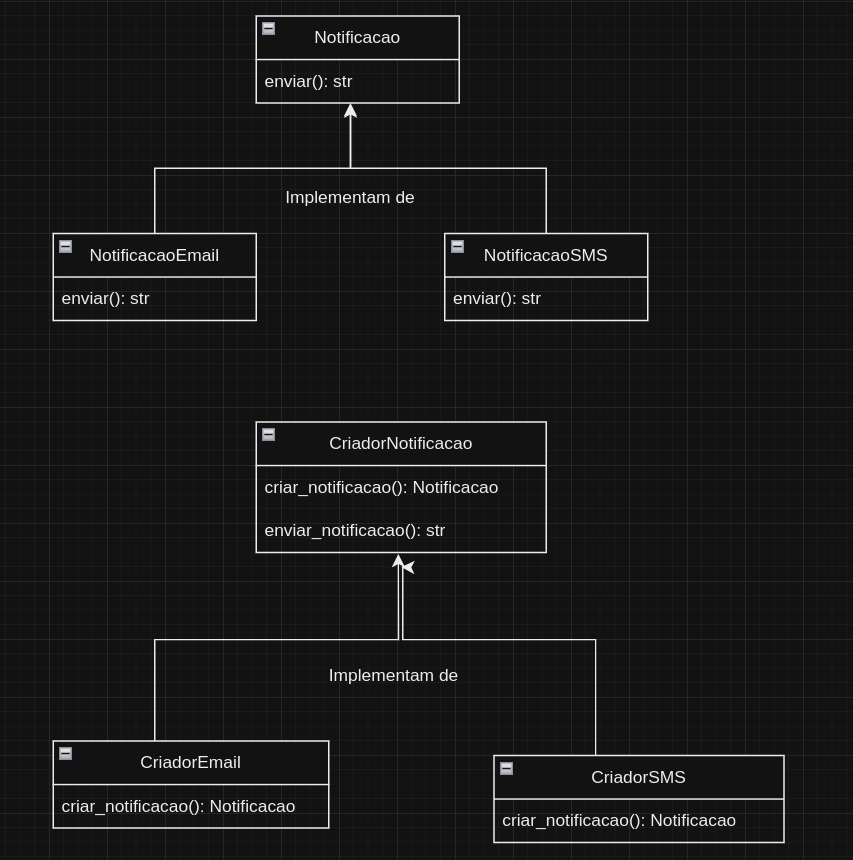 Notificacao
enviar(): str
Implementam de
NotificacaoEmail
enviar(): str
NotificacaoSMS
enviar(): str
CriadorNotificacao
criar_notificacao(): Notificacao
enviar_notificacao(): str
Implementam de
CriadorEmail
criar_notificacao(): Notificacao
CriadorSMS
criar_notificacao(): Notificacao